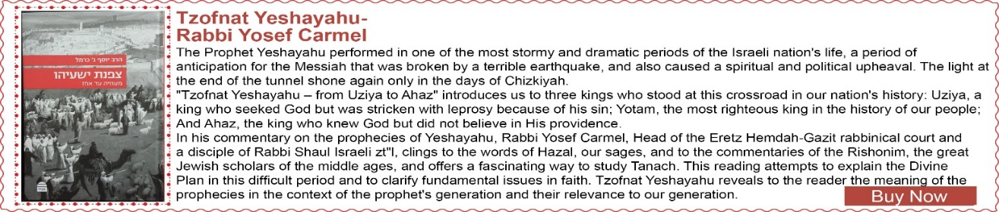 הרב יוסף צ' כרמל
צפנת ישעיהו
מעוזיה עד אחז
Tzofnat Yeshayahu-
Rabbi Yosef Carmel
The Prophet Yeshayahu performed in one of the most stormy and dramatic periods of the Israeli nation's life, a period of
anticipation for the Messiah that was broken by a terrible earthquake, and also caused a spiritual and political upheaval. The light at
the end of the tunnel shone again only in the days of Chizkiyah.
"Tzofnat Yeshayahu – from Uziya to Ahaz" introduces us to three kings who stood at this crossroad in our nation's history: Uziya, a
king who seeked God but was stricken with leprosy because of his sin; Yotam, the most righteous king in the history of our people;
And Ahaz, the king who knew God but did not believe in His providence.
In his commentary on the prophecies of Yeshayahu, Rabbi Yosef Carmel, Head of the Eretz Hemdah-Gazit rabbinical court and
a disciple of Rabbi Shaul Israeli zt"l, clings to the words of Hazal, our sages, and to the commentaries of the Rishonim, the great
Jewish scholars of the middle ages, and offers a fascinating way to study Tanach. This reading attempts to explain the Divine
Plan in this difficult period and to clarify fundamental issues in faith. Tzofnat Yeshayahu reveals to the reader the meaning of the
prophecies in the context of the prophet's generation and their relevance to our generation.
Buy Now